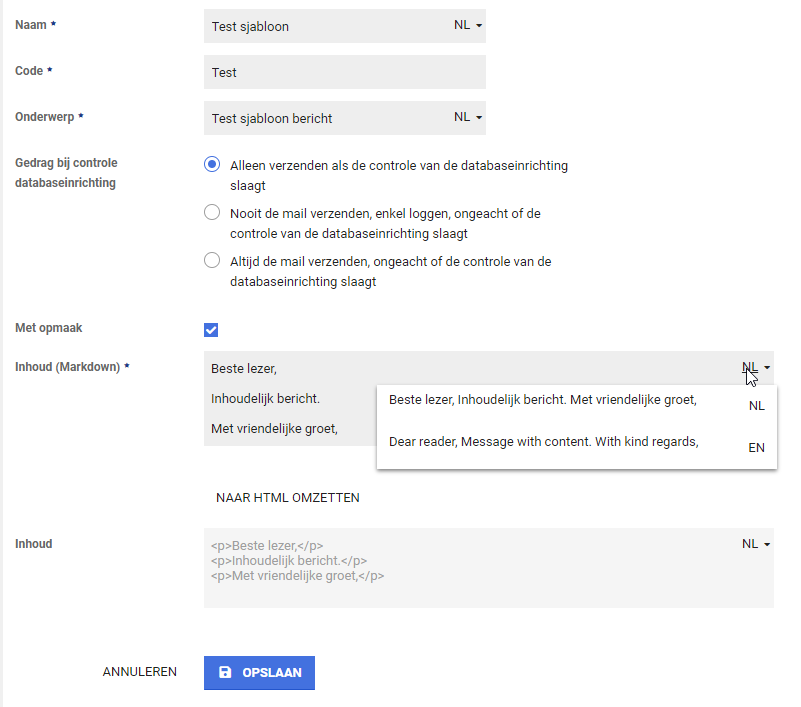 Naam *
Test sjabloon NL
Code *
Test
Onderwerp *
Test sjabloon bericht NL
Gedrag bij controle
databaseinrichting
Alleen verzenden als de controle van de databaseinrichting
slaagt
Nooit de mail verzenden, enkel loggen, ongeacht of de
controle van de databaseinrichting slaagt
Altijd de mail verzenden, ongeacht of de controle van de
databaseinrichting slaagt
Met opmaak
Inhoud (Markdown) *
Beste lezer, NL
Inhoudelijk bericht.
Met vriendelijke groet,
Beste lezer, Inhoudelijk bericht. Met vriendelijke groet, NL
Dear reader, Message with content. With kind regards, EN
NAAR HTML OMZETTEN
Inhoud
<p>Beste lezer,</p> NL
<p>Inhoudelijk bericht.</p>
<p>Met vriendelijke groet,</p>
ANNULEREN
OPSLAAN